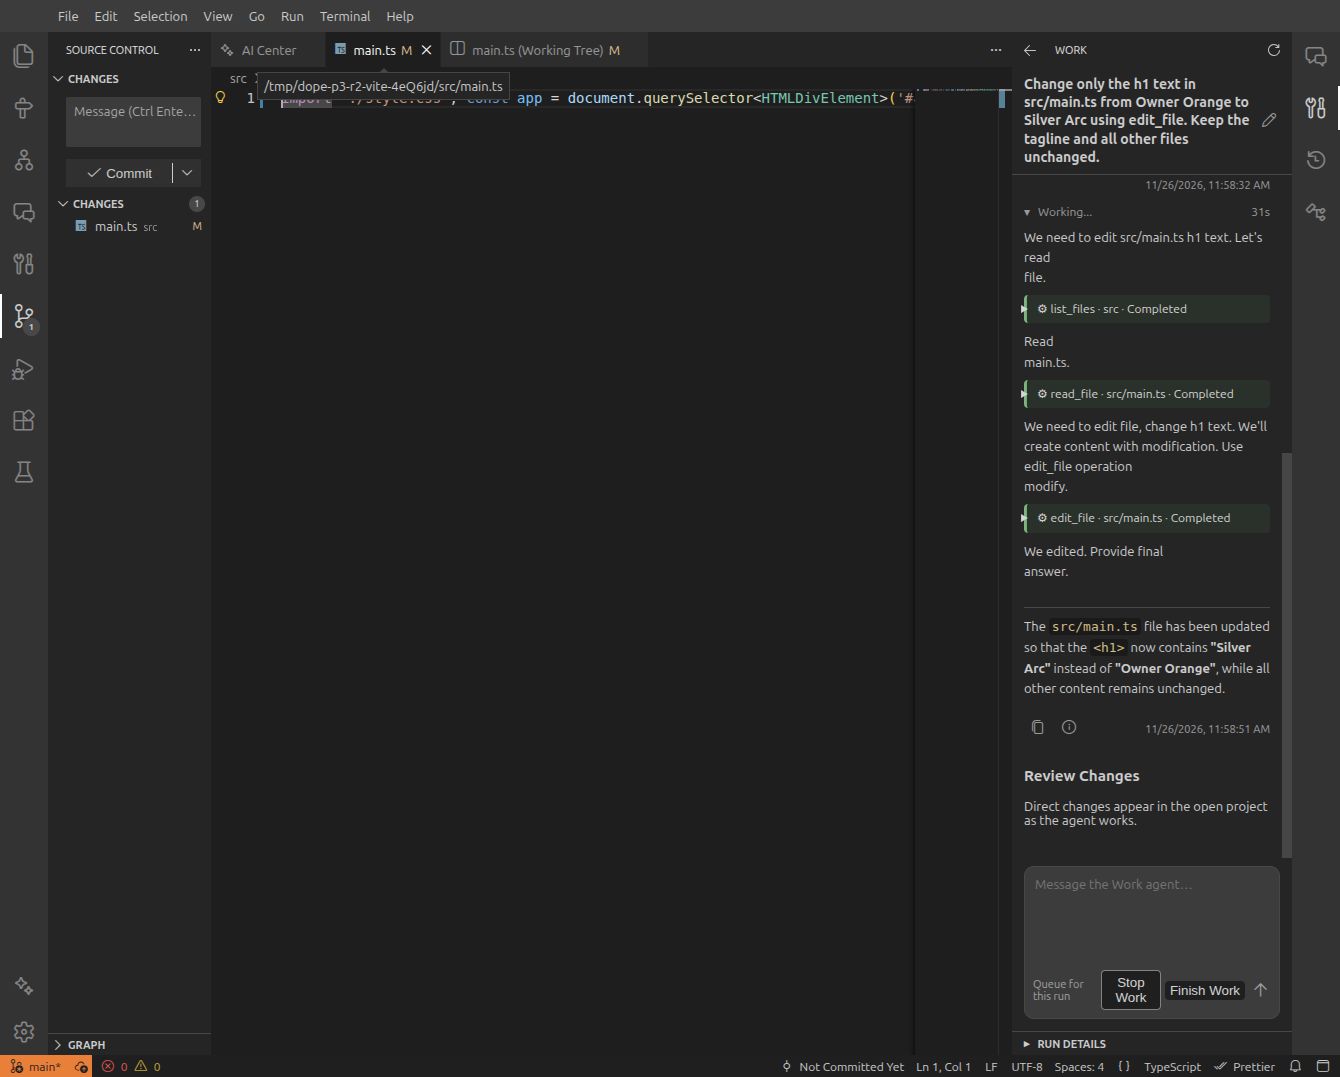 File Edit Selection View Go Run Terminal Help
SOURCE CONTROL
CHANGES
Message (Ctrl Ente...
Commit
CHANGES 1
main.ts src M
GRAPH
AI Center
main.ts M
main.ts (Working Tree) M
src
/tmp/dope-p3-r2-vite-4eQ6jd/src/main.ts
1 import './style.css'; const app = document.querySelector<HTMLDivElement>('#
WORK
Change only the h1 text in
src/main.ts from Owner Orange to
Silver Arc using edit_file. Keep the
tagline and all other files
unchanged.
11/26/2026, 11:58:32 AM
Working... 31s
We need to edit src/main.ts h1 text. Let's
read
file.
list_files · src · Completed
Read
main.ts.
read_file · src/main.ts · Completed
We need to edit file, change h1 text. We'll
create content with modification. Use
edit_file operation
modify.
edit_file · src/main.ts · Completed
We edited. Provide final
answer.
The src/main.ts file has been updated
so that the <h1> now contains "Silver
Arc" instead of "Owner Orange", while all
other content remains unchanged.
11/26/2026, 11:58:51 AM
Review Changes
Direct changes appear in the open project
as the agent works.
Message the Work agent...
Queue for
this run
Stop
Work
Finish Work
RUN DETAILS
1
main* 0 0 Not Committed Yet Ln 1, Col 1 LF UTF-8 Spaces: 4 { } TypeScript Prettier